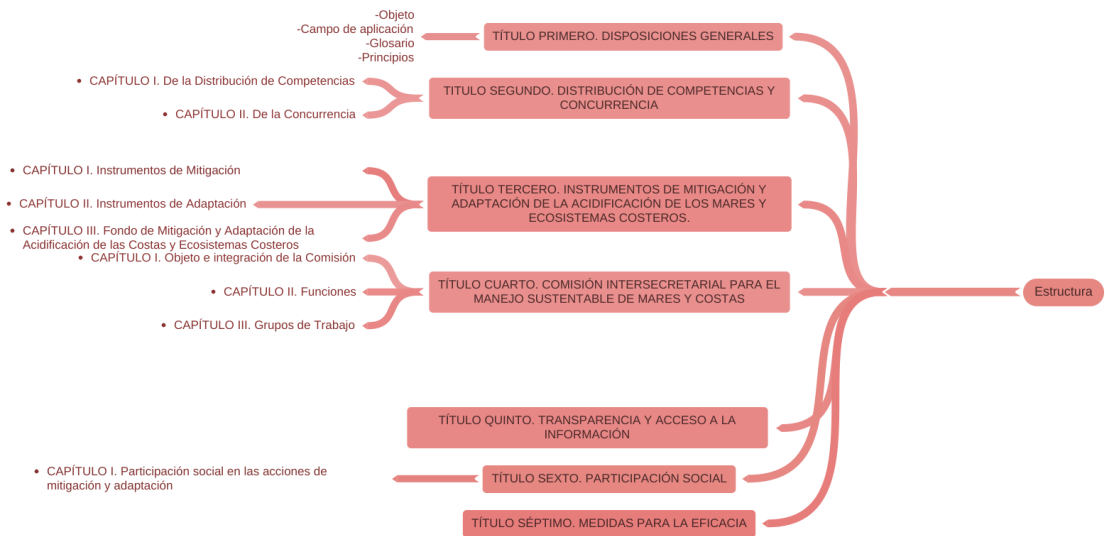 -Objeto
-Campo de aplicación
-Glosario
-Principios
TÍTULO PRIMERO. DISPOSICIONES GENERALES
• CAPÍTULO I. De la Distribución de Competencias
• CAPÍTULO II. De la Concurrencia
TITULO SEGUNDO. DISTRIBUCIÓN DE COMPETENCIAS Y
CONCURRENCIA
• CAPÍTULO I. Instrumentos de Mitigación
• CAPÍTULO II. Instrumentos de Adaptación
• CAPÍTULO III. Fondo de Mitigación y Adaptación de la
Acidificación de las Costas y Ecosistemas Costeros
TÍTULO TERCERO. INSTRUMENTOS DE MITIGACIÓN Y
ADAPTACIÓN DE LA ACIDIFICACIÓN DE LOS MARES Y
ECOSISTEMAS COSTEROS.
• CAPÍTULO I. Objeto e integración de la Comisión
• CAPÍTULO II. Funciones
• CAPÍTULO III. Grupos de Trabajo
TÍTULO CUARTO. COMISIÓN INTERSECRETARIAL PARA EL
MANEJO SUSTENTABLE DE MARES Y COSTAS
Estructura
TÍTULO QUINTO. TRANSPARENCIA Y ACCESO A LA
INFORMACIÓN
• CAPÍTULO I. Participación social en las acciones de
mitigación y adaptación
TÍTULO SEXTO. PARTICIPACIÓN SOCIAL
TÍTULO SÉPTIMO. MEDIDAS PARA LA EFICACIA